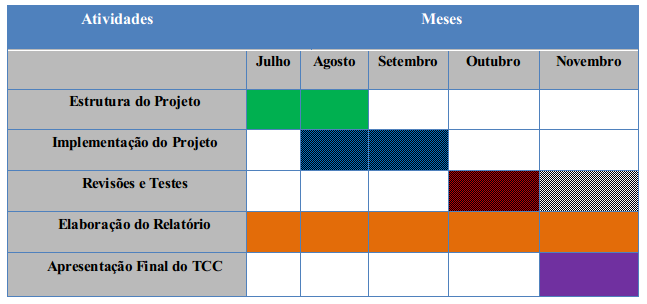 Atividades Meses
Julho Agosto Setembro Outubro Novembro
Estrutura do Projeto
Implementação do Projeto
Revisões e Testes
Elaboração do Relatório
Apresentação Final do TCC